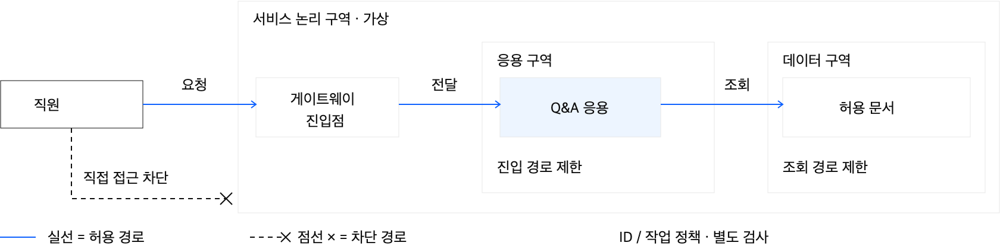 서비스 논리 구역 · 가상
응용 구역
데이터 구역
직원
요청
게이트웨이
진입점
전달
Q&A 응용
조회
허용 문서
진입 경로 제한
조회 경로 제한
직접 접근 차단
실선 = 허용 경로
점선 × = 차단 경로
ID / 작업 정책 · 별도 검사